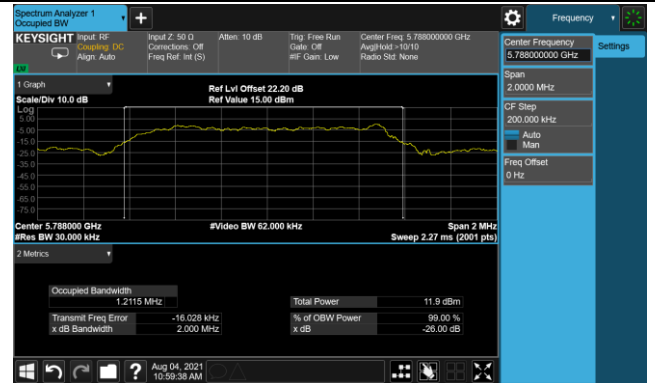 Spectrum Analyzer 1
Occupied BW
Frequency
KEYSIGHT
Input: RF
Coupling: DC
Align: Auto
Input Z: 50 Ω
Corrections: Off
Freq Ref: Int (S)
Atten: 10 dB
Trig: Free Run
Gate: Off
#IF Gain: Low
Center Freq: 5.788000000 GHz
Avg|Hold:>10/10
Radio Std: None
Center Frequency
5.788000000 GHz
Settings
Span
2.0000 MHz
CF Step
200.000 kHz
Auto
Man
Freq Offset
0 Hz
1 Graph
Scale/Div 10.0 dB
Ref Lvl Offset 22.20 dB
Ref Value 15.00 dBm
Log
5.00
-5.00
-15.0
-25.0
-35.0
-45.0
-55.0
-65.0
-75.0
Center 5.788000 GHz
#Res BW 30.000 kHz
#Video BW 62.000 kHz
Span 2 MHz
Sweep 2.27 ms (2001 pts)
2 Metrics
Occupied Bandwidth
1.2115 MHz
Total Power 11.9 dBm
Transmit Freq Error -16.028 kHz
% of OBW Power 99.00 %
x dB Bandwidth 2.000 MHz
x dB -26.00 dB
?
Aug 04, 2021
10:59:38 AM